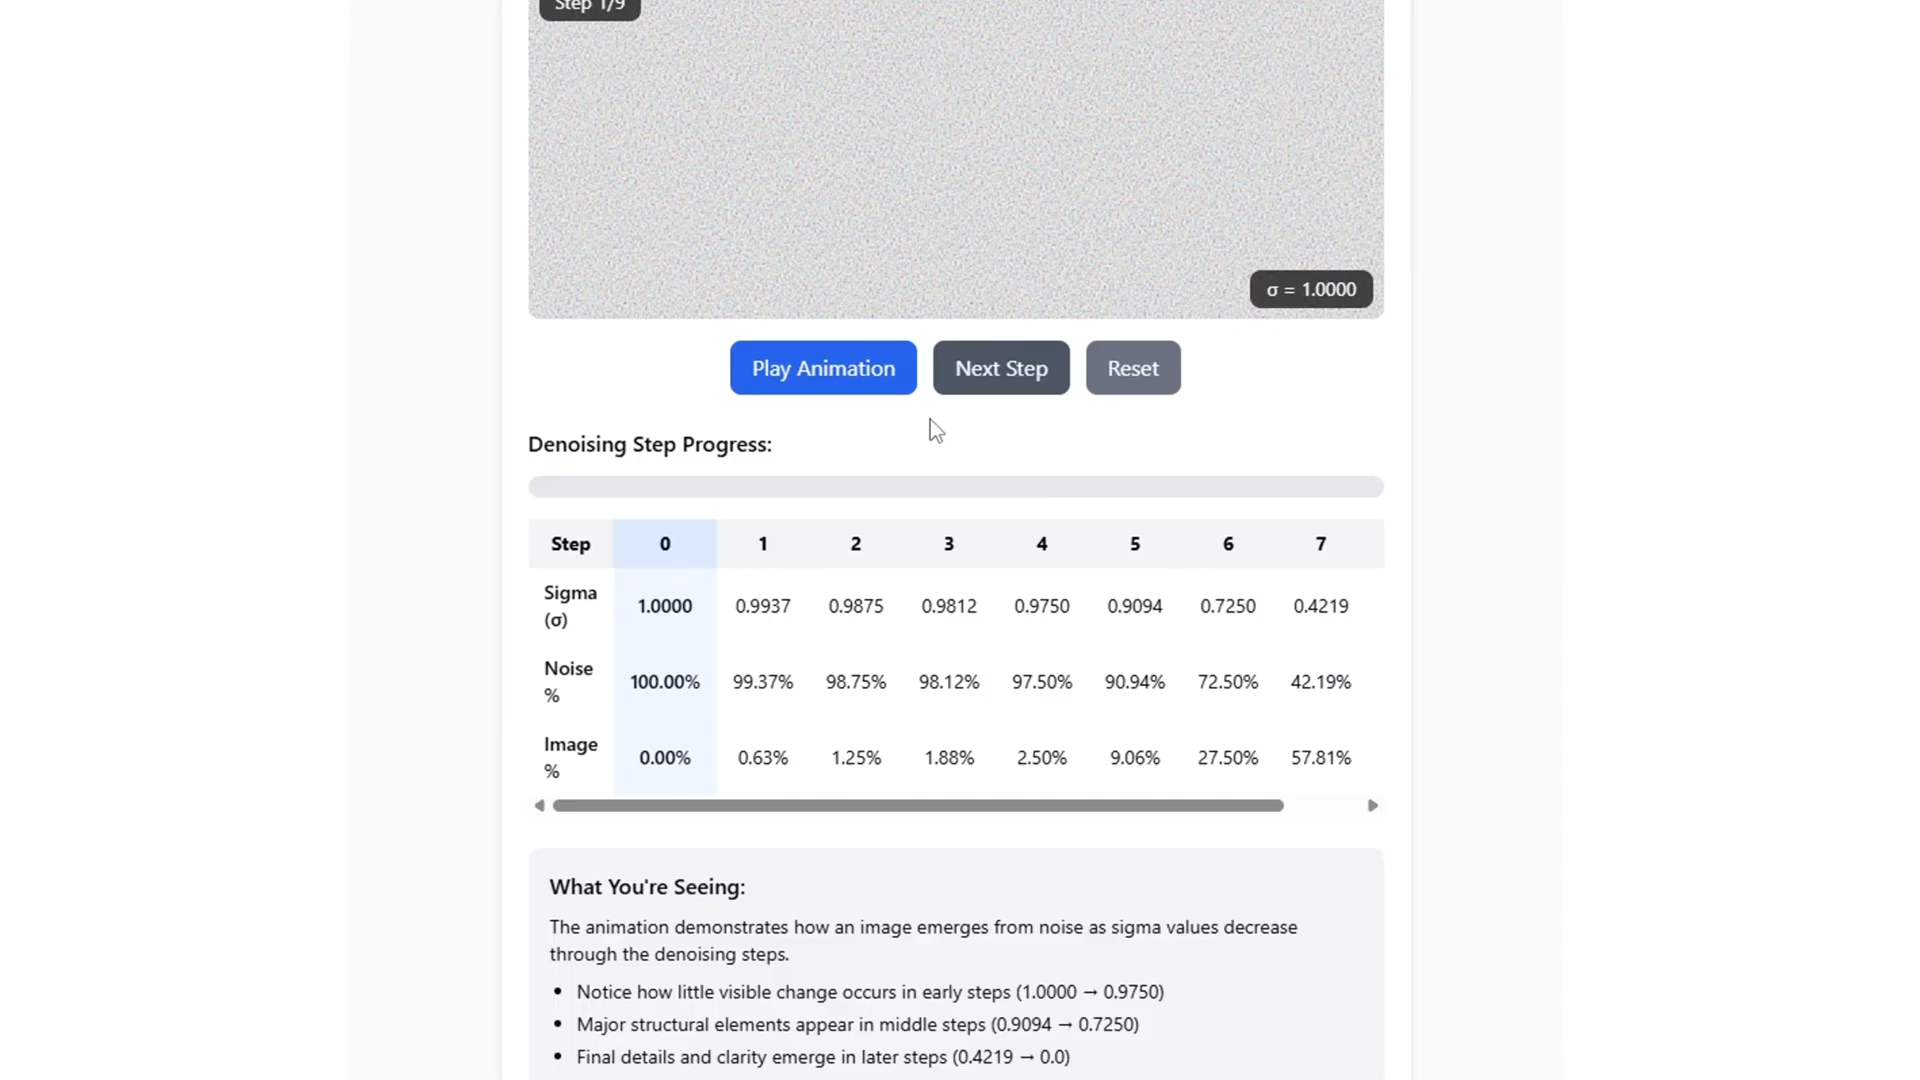 Step 1/9
σ = 1.0000
Play Animation
Next Step
Reset
Denoising Step Progress:
Step 0 1 2 3 4 5 6 7
Sigma
(σ)
1.0000 0.9937 0.9875 0.9812 0.9750 0.9094 0.7250 0.4219
Noise
%
100.00% 99.37% 98.75% 98.12% 97.50% 90.94% 72.50% 42.19%
Image
%
0.00% 0.63% 1.25% 1.88% 2.50% 9.06% 27.50% 57.81%
What You're Seeing:
The animation demonstrates how an image emerges from noise as sigma values decrease
through the denoising steps.
• Notice how little visible change occurs in early steps (1.0000 → 0.9750)
• Major structural elements appear in middle steps (0.9094 → 0.7250)
• Final details and clarity emerge in later steps (0.4219 → 0.0)